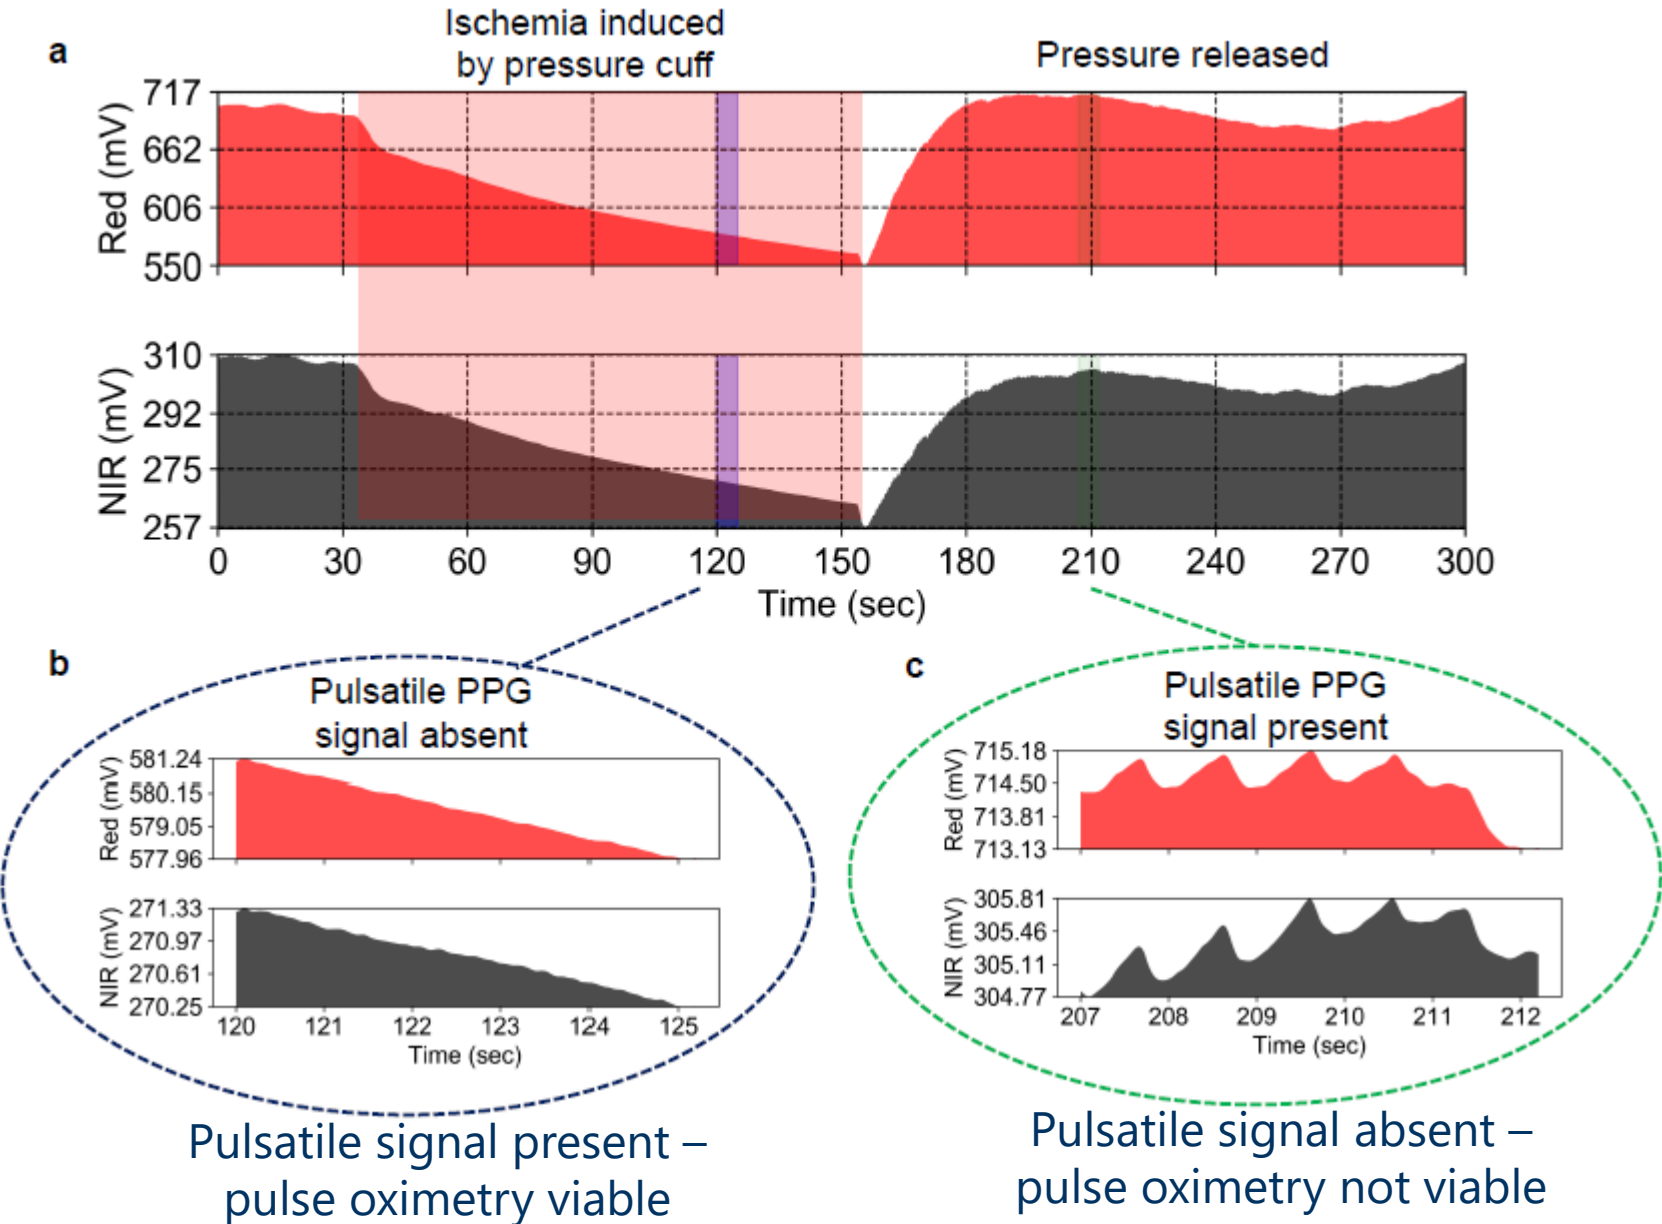 a
Ischemia induced
by pressure cuff
Pressure released
Red (mV)
717
662
606
550
NIR (mV)
310
292
275
257
0 30 60 90 120 150 180 210 240 270 300
Time (sec)
b
Pulsatile PPG
signal absent
Red (mV)
581.24
580.15
579.05
577.96
NIR (mV)
271.33
270.97
270.61
270.25
120 121 122 123 124 125
Time (sec)
Pulsatile signal present –
pulse oximetry viable
c
Pulsatile PPG
signal present
Red (mV)
715.18
714.50
713.81
713.13
NIR (mV)
305.81
305.46
305.11
304.77
207 208 209 210 211 212
Time (sec)
Pulsatile signal absent –
pulse oximetry not viable